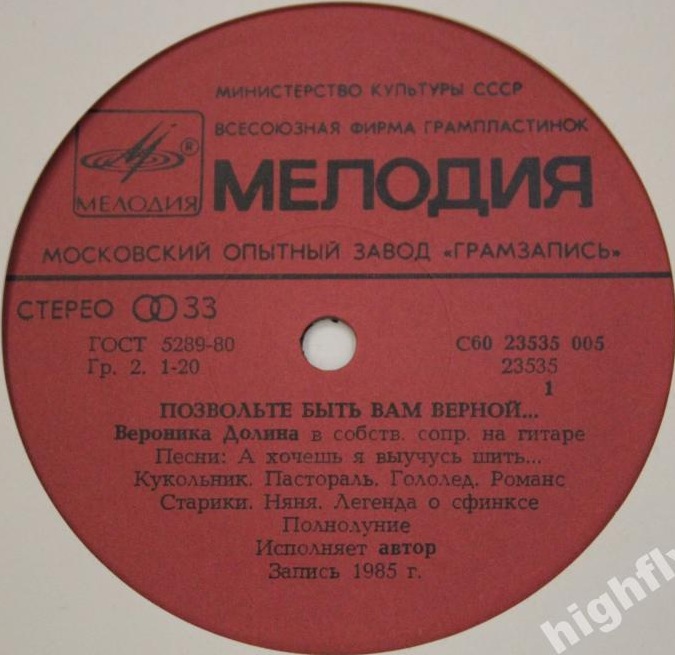 МИНИСТЕРСТВО КУЛЬТУРЫ СССР
ВСЕСОЮЗНАЯ ФИРМА ГРАМПЛАСТИНОК
®
МЕЛОДИЯ
МЕЛОДИЯ
МОСКОВСКИЙ ОПЫТНЫЙ ЗАВОД «ГРАМЗАПИСЬ»
СТЕРЕО 33
ГОСТ 5289-80
Гр. 2. 1-20
С60 23535 005
23535
1
ПОЗВОЛЬТЕ БЫТЬ ВАМ ВЕРНОЙ...
Вероника Долина в собств. сопр. на гитаре
Песни: А хочешь я выучусь шить...
Кукольник. Пастораль. Гололед. Романс
Старики. Няня. Легенда о сфинксе
Полнолуние
Исполняет автор
Запись 1985 г.
highfly